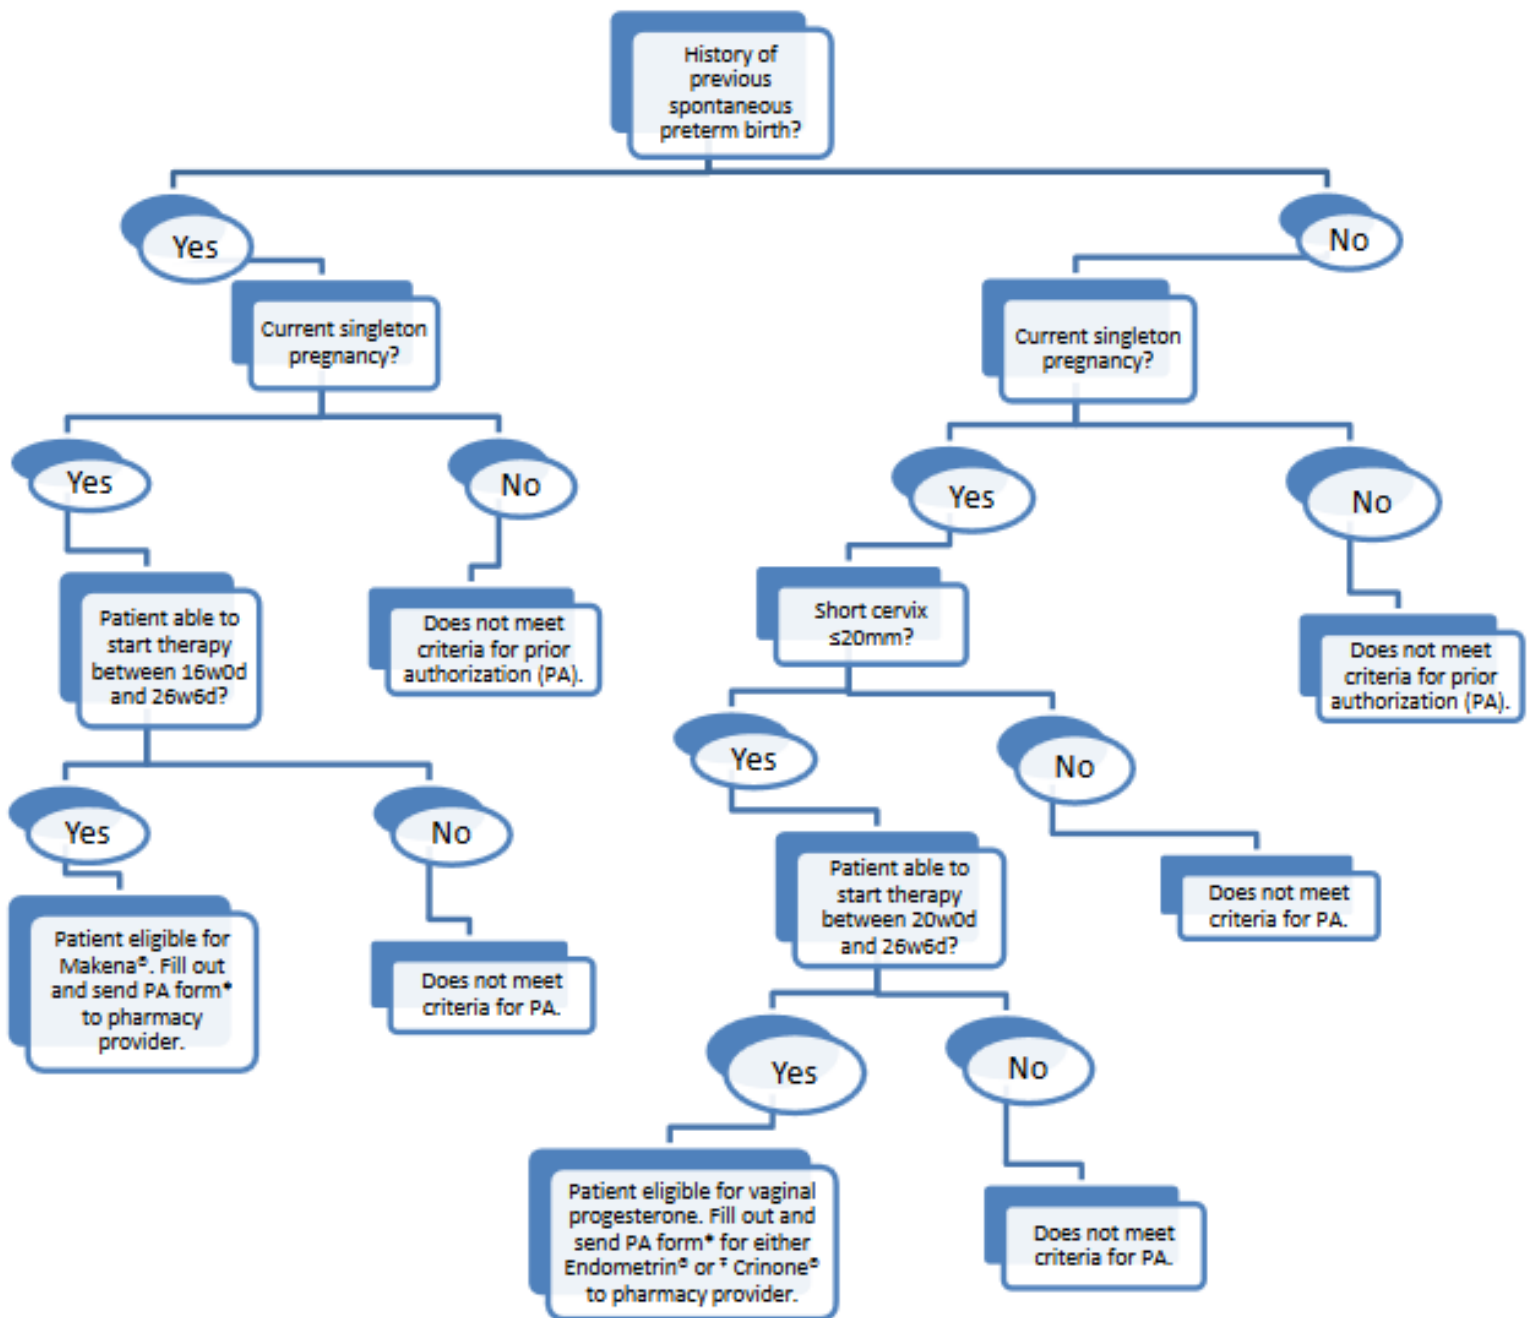 History of
previous
spontaneous
preterm birth?
Yes
No
Current singleton
pregnancy?
Current singleton
pregnancy?
Yes
No
Yes
No
Patient able to
start therapy
between 16w0d
and 26w6d?
Does not meet
criteria for prior
authorization (PA).
Short cervix
≤20mm?
Does not meet
criteria for prior
authorization (PA).
Yes
No
Yes
No
Patient eligible for
Makena®. Fill out
and send PA form*
to pharmacy
provider.
Does not meet
criteria for PA.
Patient able to
start therapy
between 20w0d
and 26w6d?
Does not meet
criteria for PA.
Yes
No
Patient eligible for vaginal
progesterone. Fill out and
send PA form* for either
Endometrin® or ‡ Crinone®
to pharmacy provider.
Does not meet
criteria for PA.